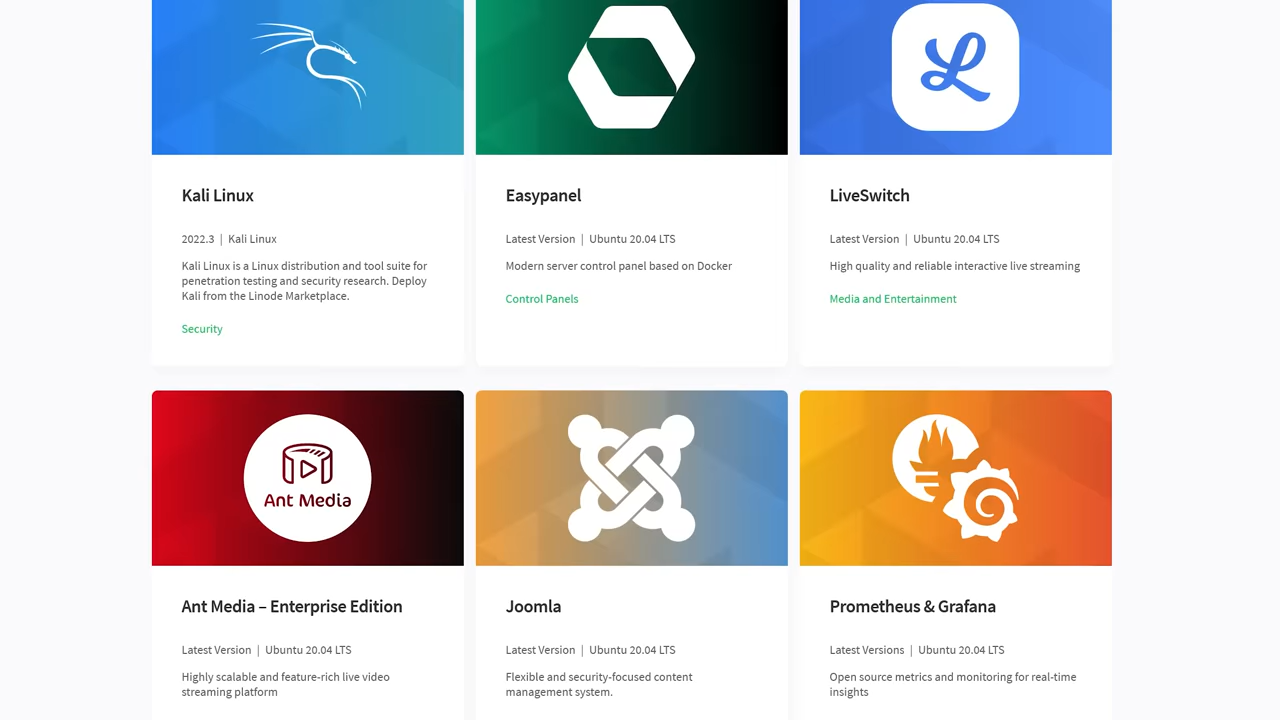 Kali Linux
2022.3 | Kali Linux
Kali Linux is a Linux distribution and tool suite for
penetration testing and security research. Deploy
Kali from the Linode Marketplace.
Security
Easypanel
Latest Version | Ubuntu 20.04 LTS
Modern server control panel based on Docker
Control Panels
L
LiveSwitch
Latest Version | Ubuntu 20.04 LTS
High quality and reliable interactive live streaming
Media and Entertainment
Ant Media
Ant Media – Enterprise Edition
Latest Version | Ubuntu 20.04 LTS
Highly scalable and feature-rich live video
streaming platform
Joomla
Latest Version | Ubuntu 20.04 LTS
Flexible and security-focused content
management system.
Prometheus & Grafana
Latest Versions | Ubuntu 20.04 LTS
Open source metrics and monitoring for real-time
insights